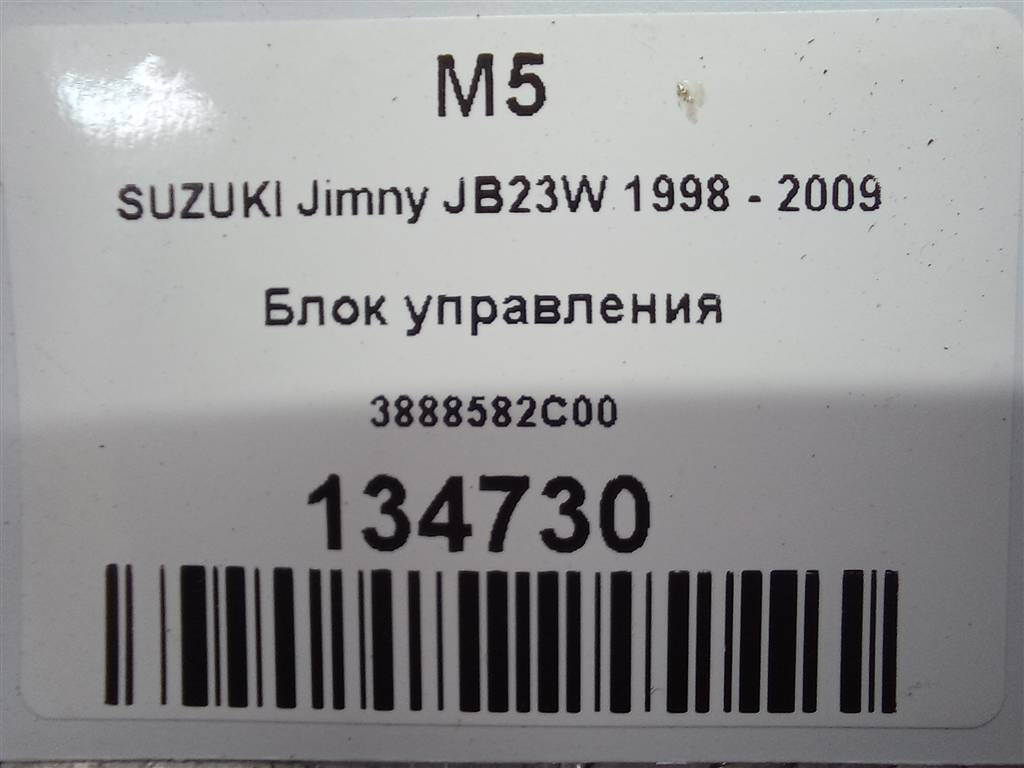 M5
SUZUKI Jimny JB23W 1998 - 2009
Блок управления
3888582C00
134730